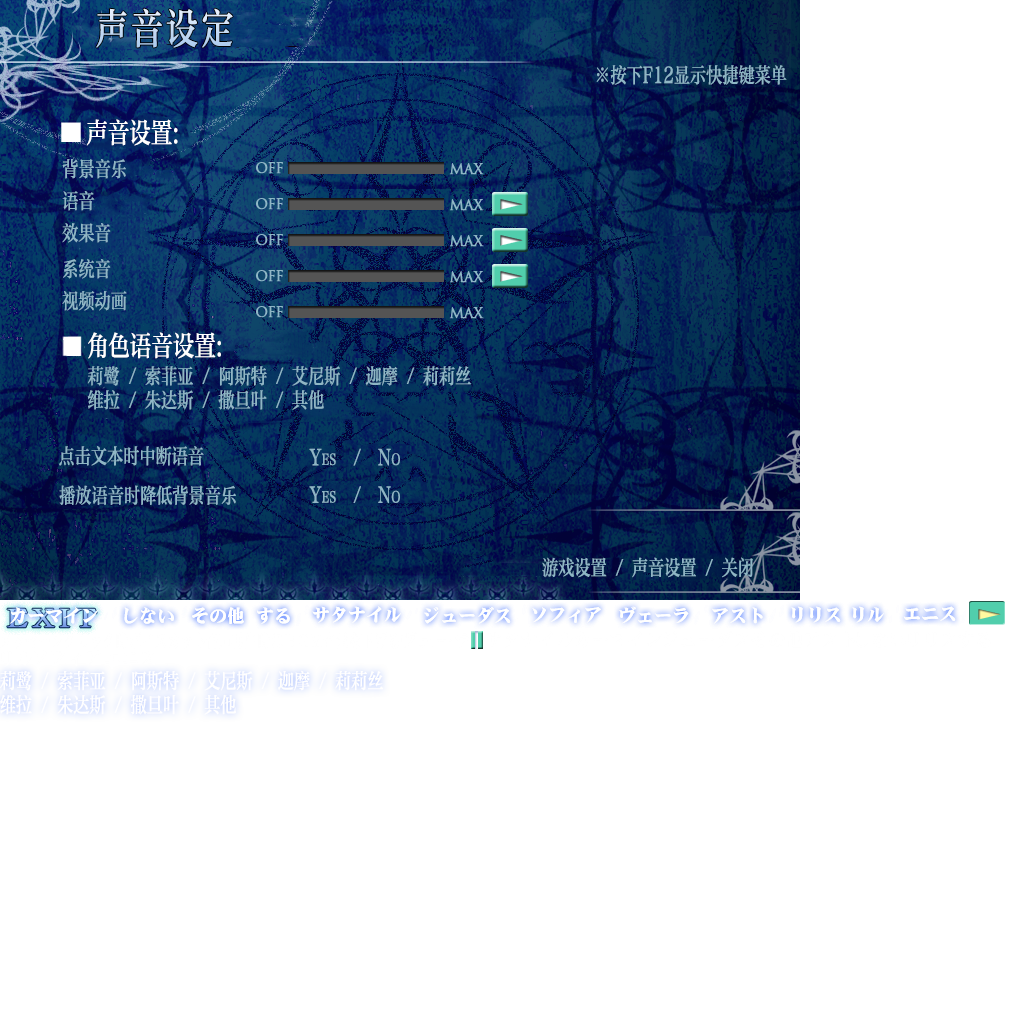 声音设定
※按下F12显示快捷键菜单
■声音设置:
背景音乐 OFF MAX
语音 OFF MAX
效果音 OFF MAX
系统音 OFF MAX
视频动画 OFF MAX
■角色语音设置:
莉鹭 / 索菲亚 / 阿斯特 / 艾尼斯 / 迦摩 / 莉莉丝
维拉 / 朱达斯 / 撒旦叶 / 其他
点击文本时中断语音 YES / NO
播放语音时降低背景音乐 YES / NO
游戏设置 / 声音设置 / 关闭
EXIT しない その他 する サタナイル ジューダス ソフィア ヴェーラ アスト リリス リル エニス
莉鹭 / 索菲亚 / 阿斯特 / 艾尼斯 / 迦摩 / 莉莉丝
维拉 / 朱达斯 / 撒旦叶 / 其他